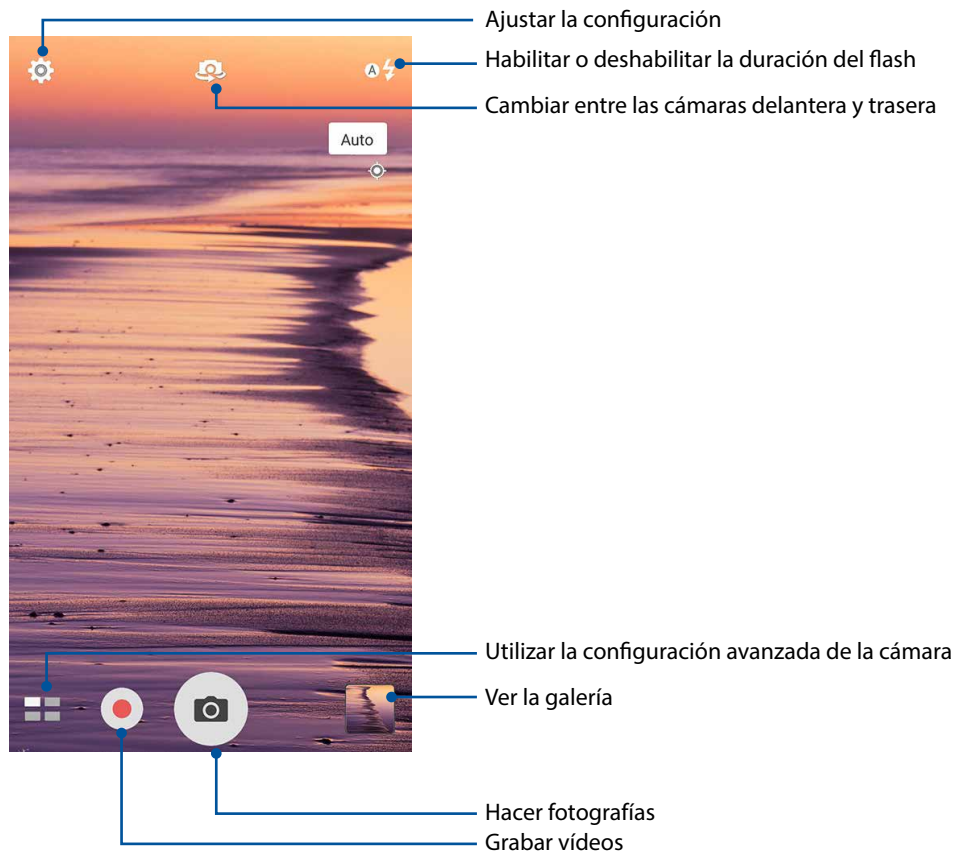 Ajustar la configuración
Habilitar o deshabilitar la duración del flash
A
Cambiar entre las cámaras delantera y trasera
Auto
Utilizar la configuración avanzada de la cámara
Ver la galería
Hacer fotografías
Grabar vídeos